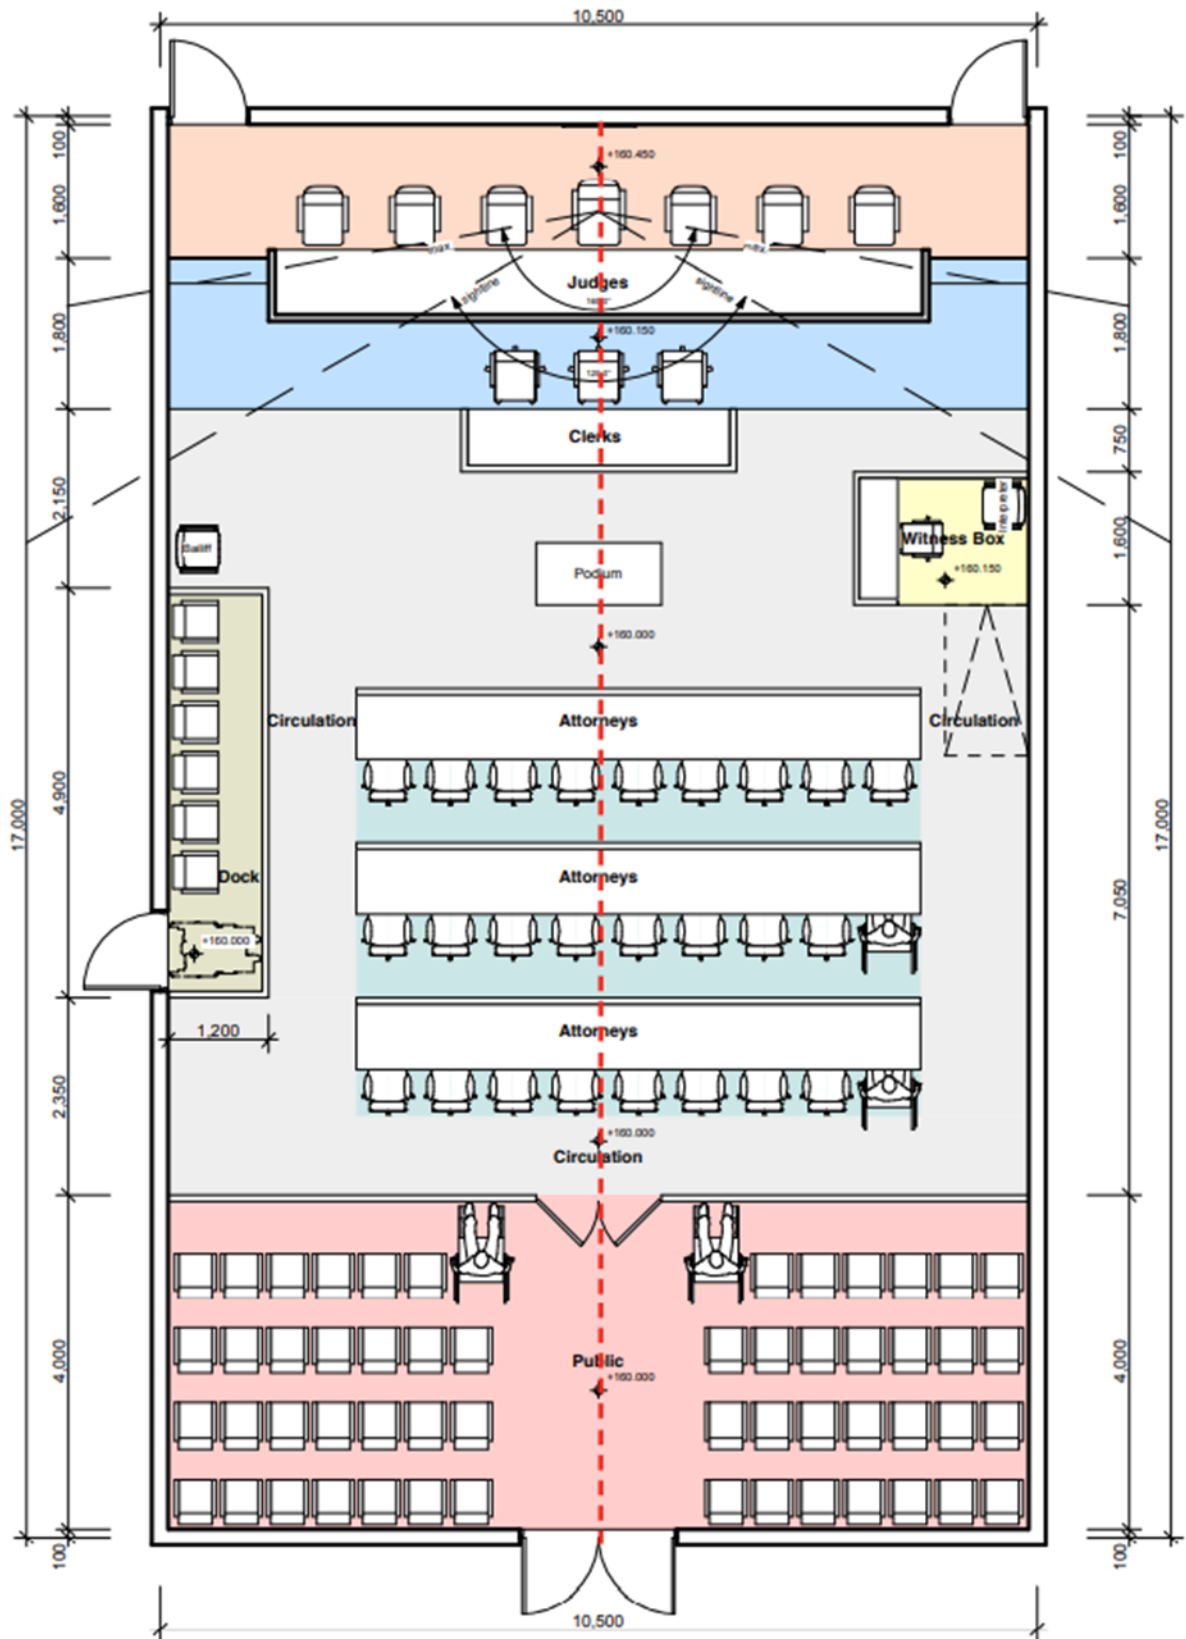 10,500
100
100
+160.450
1,600
1,600
max.
max.
Judges
sightline
sightline
1,800
+160.150
1,800
Clerks
750
2,150
Interpreter
Bailiff
Witness Box
1,600
Podium
+160.150
+160.000
Circulation
Attorneys
Circulation
4,900
17,000
17,000
Dock
Attorneys
7,050
+160.000
1,200
Attorneys
2,350
+160.000
Circulation
4,000
Public
4,000
+160.000
100
100
10,500